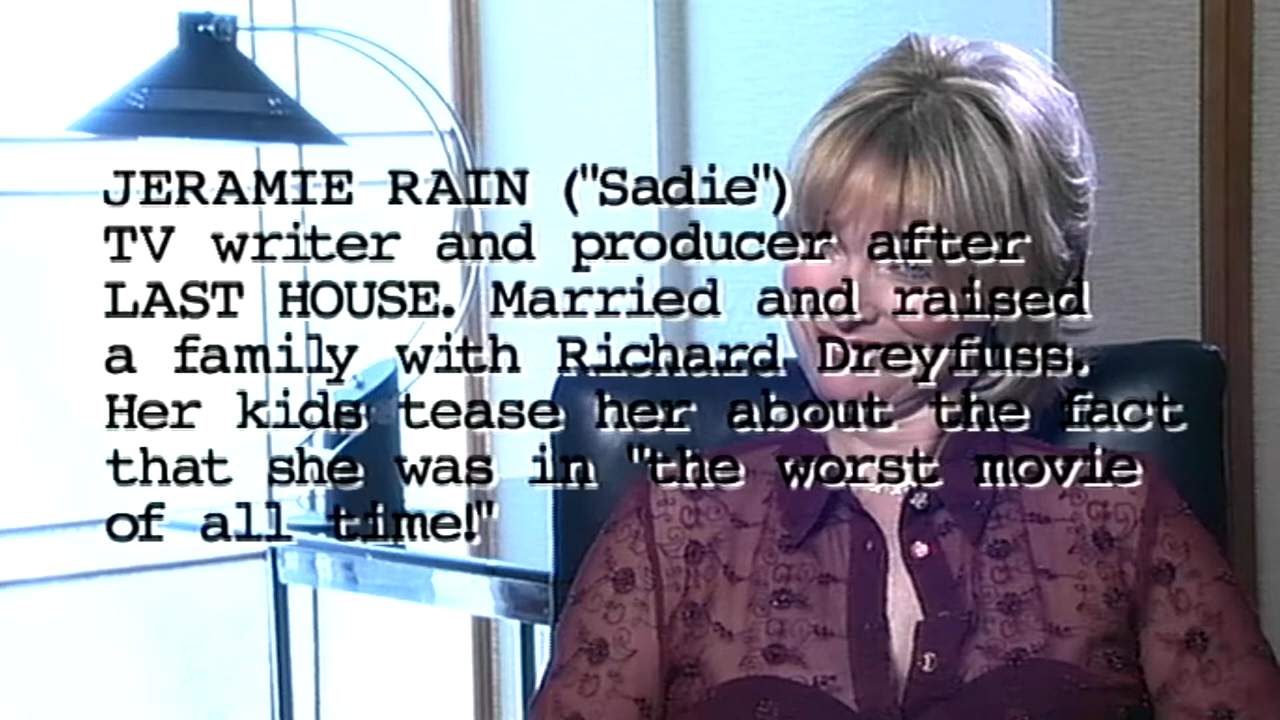 JERAMIE RAIN ("Sadie")
TV writer and producer after
LAST HOUSE. Married and raised
a family with Richard Dreyfuss.
Her kids tease her about the fact
that she was in "the worst movie
of all time!"